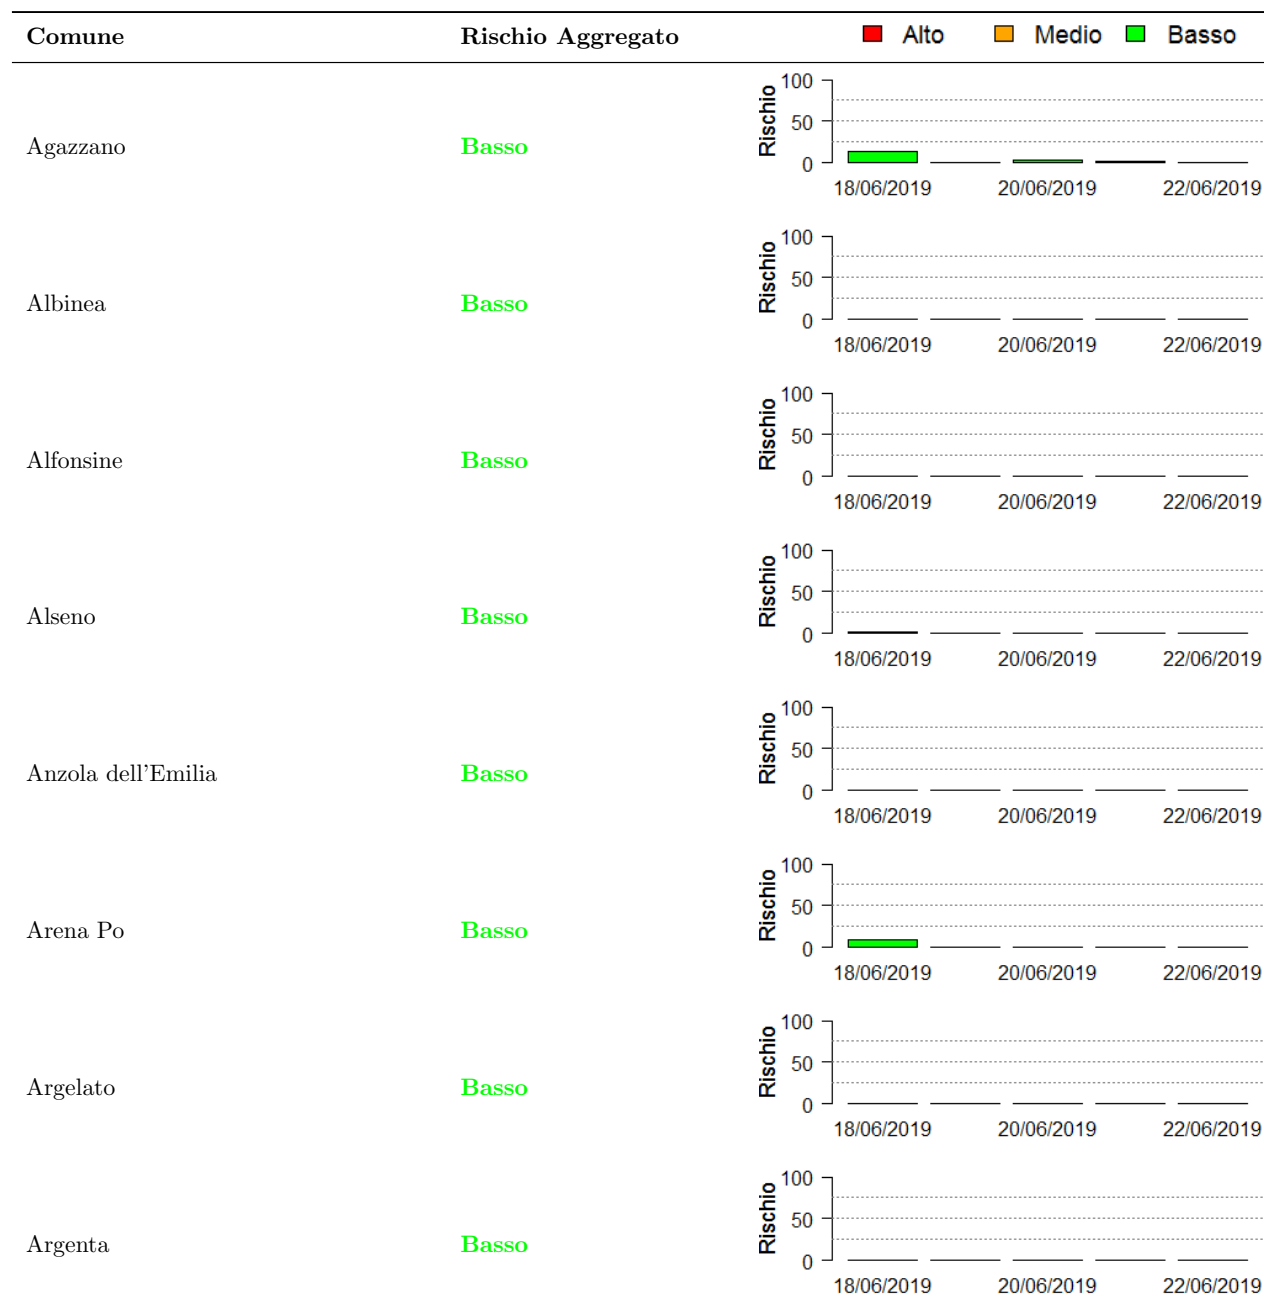 Comune Rischio Aggregato Alto Medio Basso
Agazzano Basso Rischio 100 50 0
18/06/2019 20/06/2019 22/06/2019
Albinea Basso Rischio 100 50 0
18/06/2019 20/06/2019 22/06/2019
Alfonsine Basso Rischio 100 50 0
18/06/2019 20/06/2019 22/06/2019
Alseno Basso Rischio 100 50 0
18/06/2019 20/06/2019 22/06/2019
Anzola dell'Emilia Basso Rischio 100 50 0
18/06/2019 20/06/2019 22/06/2019
Arena Po Basso Rischio 100 50 0
18/06/2019 20/06/2019 22/06/2019
Argelato Basso Rischio 100 50 0
18/06/2019 20/06/2019 22/06/2019
Argenta Basso Rischio 100 50 0
18/06/2019 20/06/2019 22/06/2019